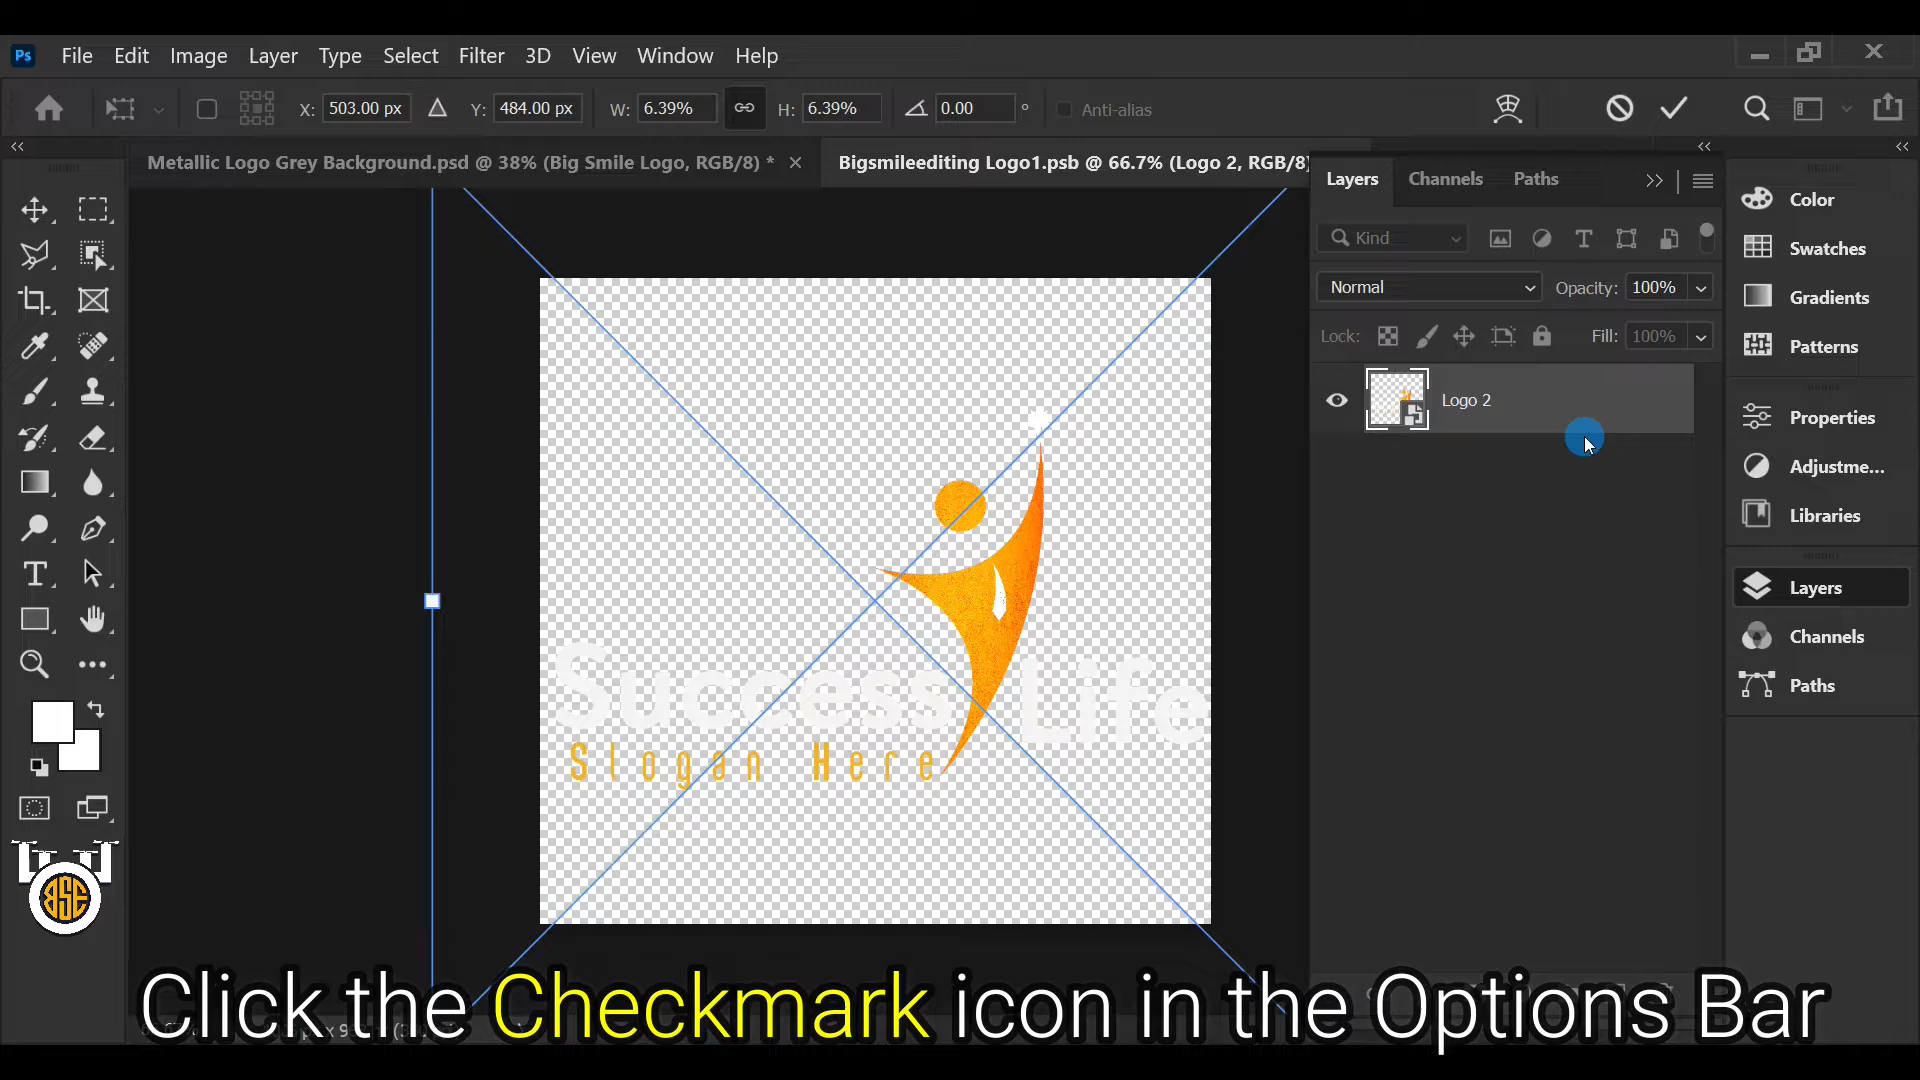 Ps File Edit Image Layer Type Select Filter 3D View Window Help
X: 503.00 px Y: 484.00 px W: 6.39% H: 6.39% 0.00 ° Anti-alias
Metallic Logo Grey Background.psd @ 38% (Big Smile Logo, RGB/8) * Bigsmileediting Logo1.psb @ 66.7% (Logo 2, RGB/8)
Layers Channels Paths
Kind
Normal Opacity: 100%
Lock: Fill: 100%
Logo 2
Color
Swatches
Gradients
Patterns
Properties
Adjustme...
Libraries
Layers
Channels
Paths
Success Life
Slogan Here
BSE
Click the Checkmark icon in the Options Bar